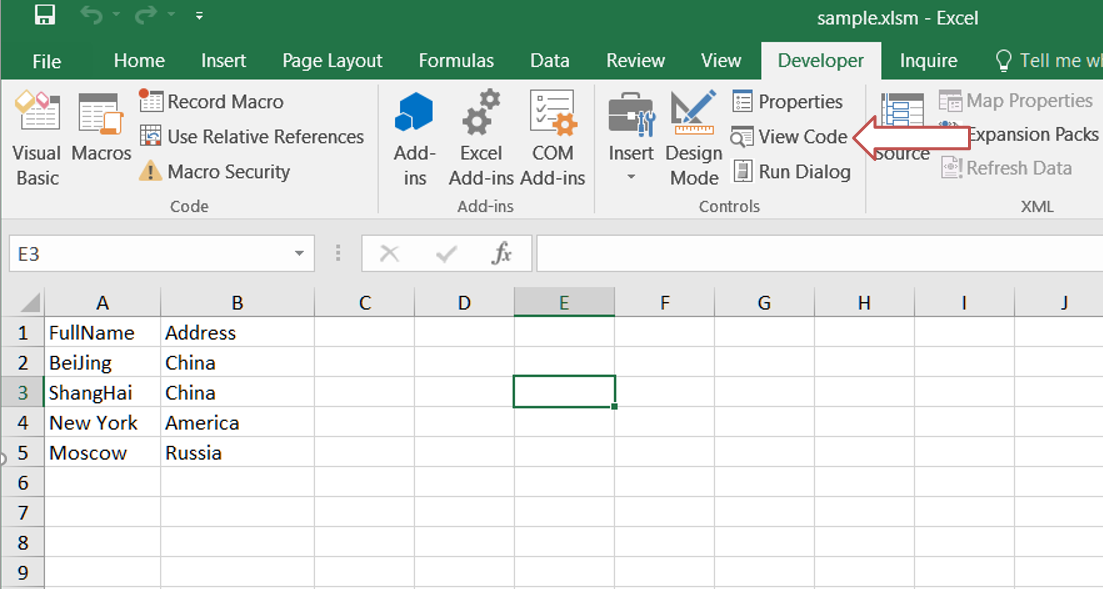 sample.xlsm - Excel
File Home Insert Page Layout Formulas Data Review View Developer Inquire Tell me
Visual Basic
Macros
Record Macro
Use Relative References
Macro Security
Code
Add-ins
Excel Add-ins
COM Add-ins
Add-ins
Insert
Design Mode
Properties
View Code
Run Dialog
Controls
Source
Map Properties
Expansion Packs
Refresh Data
XML
E3 fx
A B C D E F G H I J
1 FullName Address
2 BeiJing China
3 ShangHai China
4 New York America
5 Moscow Russia
6
7
8
9